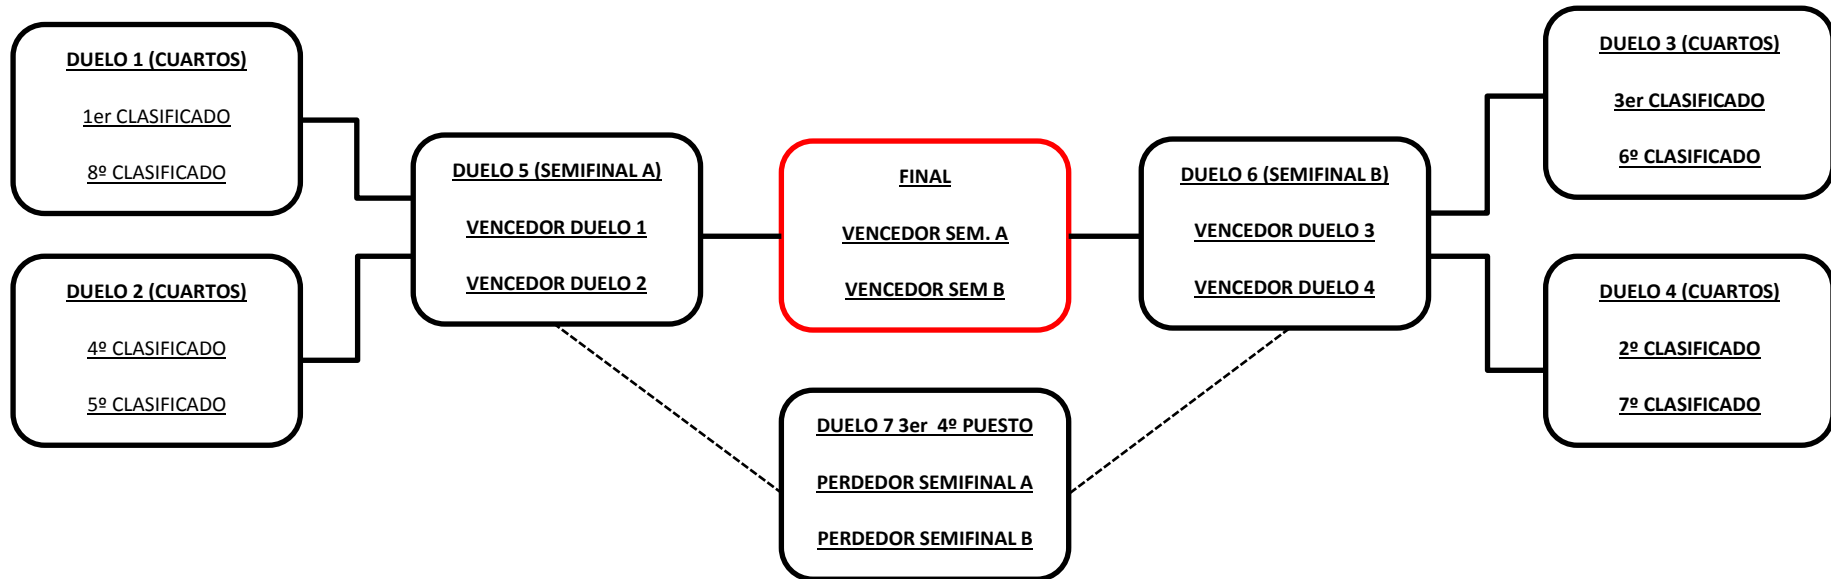 DUELO 1 (CUARTOS)
1er CLASIFICADO
8º CLASIFICADO
DUELO 2 (CUARTOS)
4º CLASIFICADO
5º CLASIFICADO
DUELO 5 (SEMIFINAL A)
VENCEDOR DUELO 1
VENCEDOR DUELO 2
FINAL
VENCEDOR SEM. A
VENCEDOR SEM B
DUELO 7 3er  4º PUESTO
PERDEDOR SEMIFINAL A
PERDEDOR SEMIFINAL B
DUELO 6 (SEMIFINAL B)
VENCEDOR DUELO 3
VENCEDOR DUELO 4
DUELO 3 (CUARTOS)
3er CLASIFICADO
6º CLASIFICADO
DUELO 4 (CUARTOS)
2º CLASIFICADO
7º CLASIFICADO